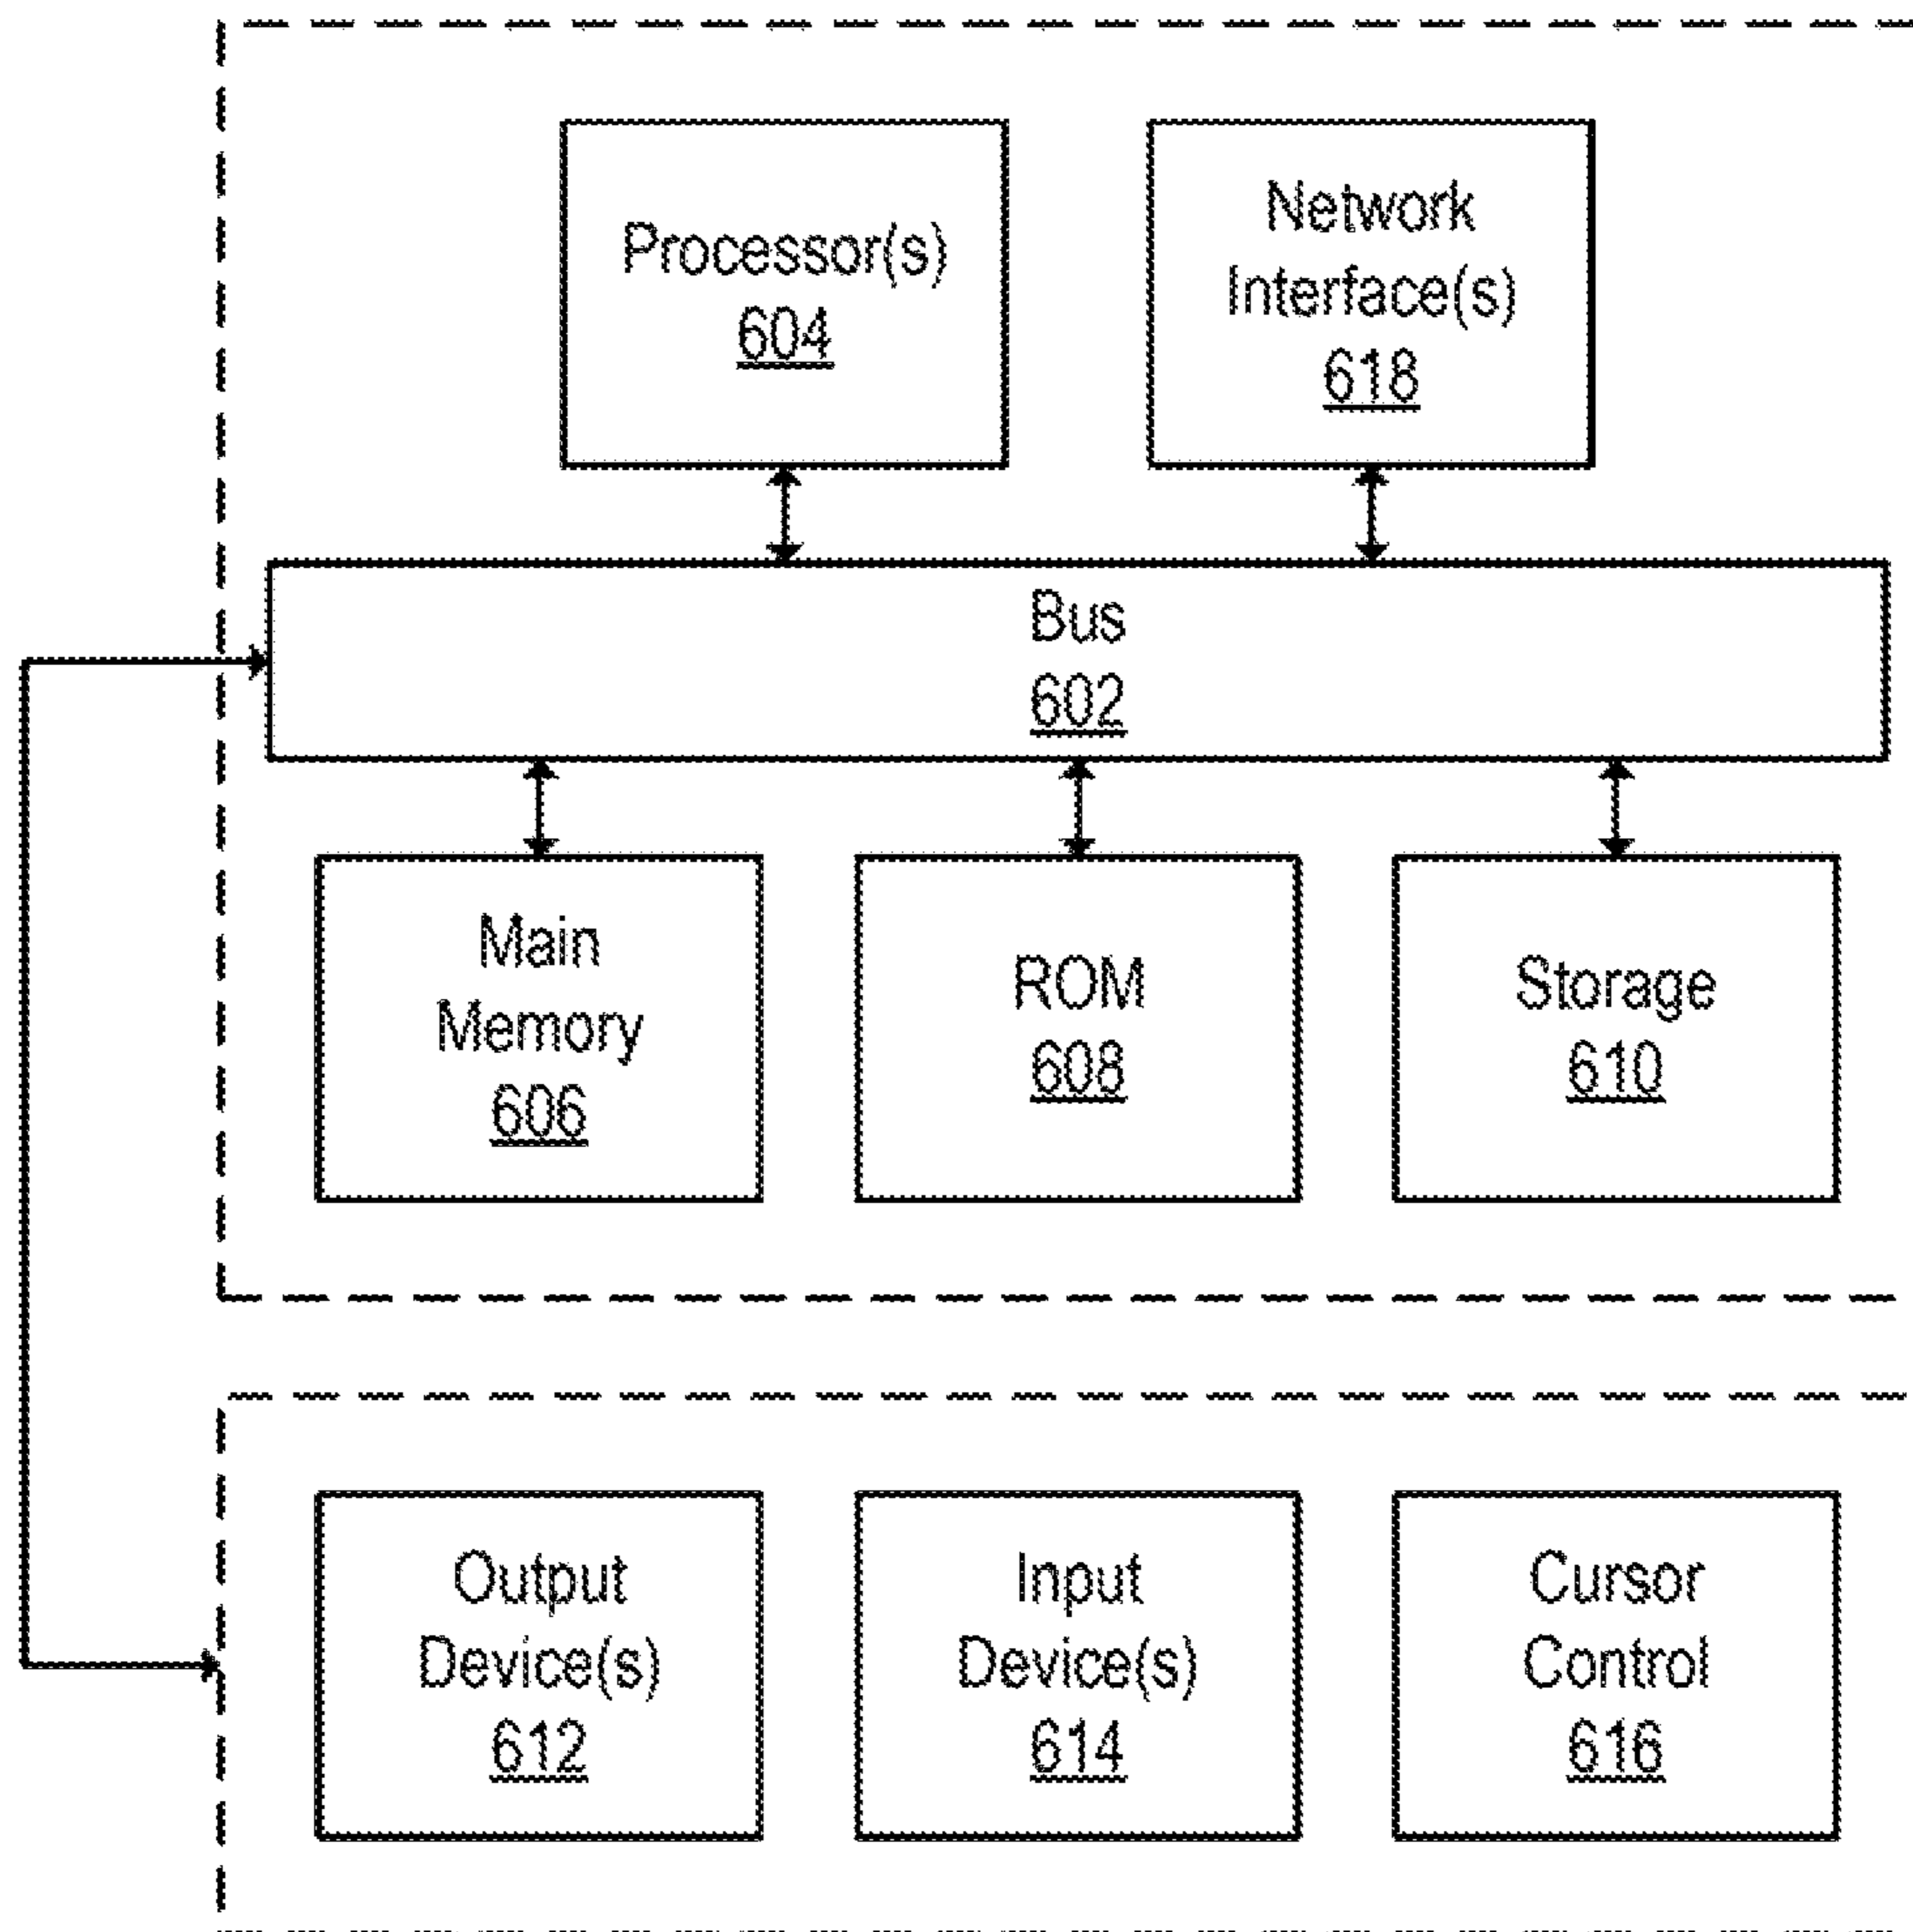 Processor(s)
604
Network
Interface(s)
618
Bus
602
Main
Memory
606
ROM
608
Storage
610
Output
Device(s)
612
Input
Device(s)
614
Cursor
Control
616